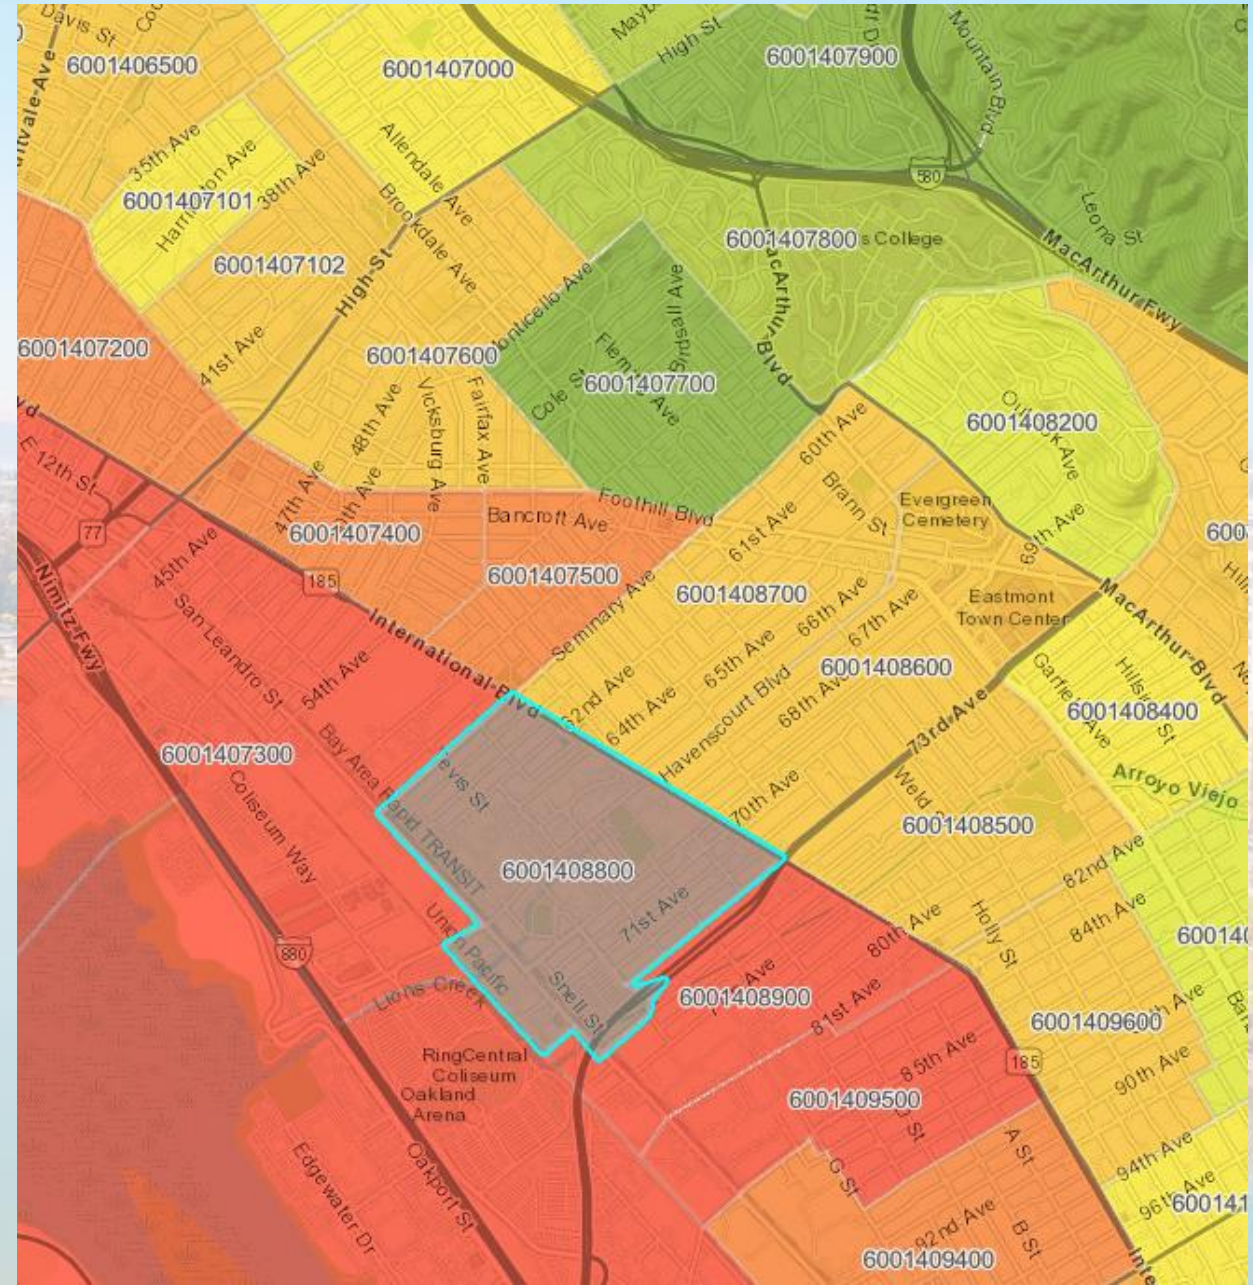 Davis St
6001406500
6001407000
High St
6001407900
Mountain Blvd
35th Ave
Allendale Ave
580
38th Ave
6001407101
Brookdale Ave
Leona St
6001407800
s College
MacArthur Fwy
6001407102
High St
MacArthur Blvd
6001407200
41st Ave
6001407600
6001407700
Cole St
48th Ave
Vicksburg Ave
Fairfax Ave
6001408200
60th Ave
E 12th St
47th Ave
Foothill Blvd
Brann St
Evergreen
Cemetery
77
Bancroft Ave
6001407400
61st Ave
69th Ave
45th Ave
185
6001407500
6001408700
66th Ave
67th Ave
Eastmont
Town Center
MacArthur Blvd
Nimitz Fwy
San Leandro St
International Blvd
Seminary Ave
65th Ave
6001408600
54th Ave
62nd Ave
64th Ave
Havenscourt Blvd
68th Ave
Garfield Ave
Hillside St
6001408400
73rd Ave
6001407300
Bay Area Rapid TRANSIT
evis St
Coliseum Way
70th Ave
Weld
Arroyo Viejo
6001408500
6001408800
82nd Ave
71st Ave
Union Pacific
80th Ave
Holly St
84th Ave
880
Lions Creek
Snell St
6001408900
81st Ave
6001409600
RingCentral
Coliseum
Oakland
Arena
85th Ave
185
90th Ave
6001409500
A St
Edgewater Dr
Oakport St
G St
94th Ave
96th Ave
92nd Ave
B St
6001409400